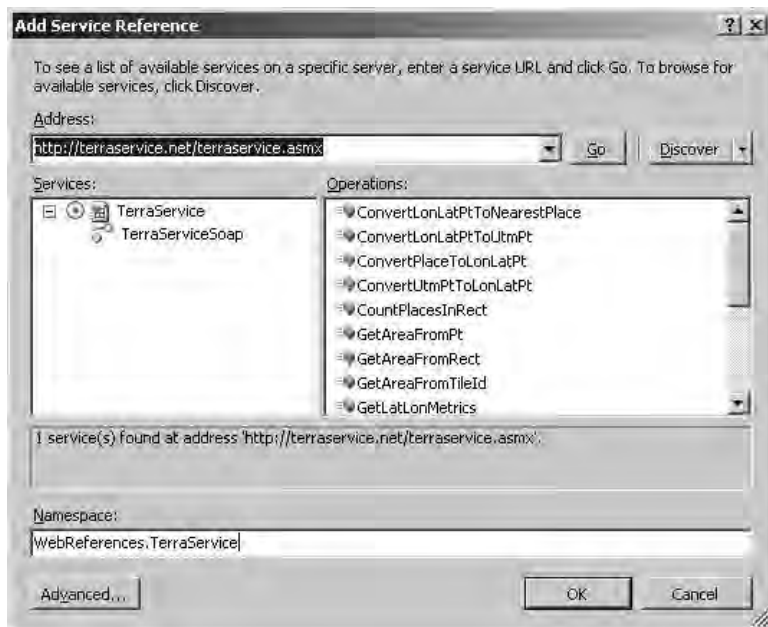 Add Service Reference
To see a list of available services on a specific server, enter a service URL and click Go. To browse for
available services, click Discover.
Address:
http://terraservice.net/terraservice.asmx
Go
Discover
Services:
Operations:
TerraService
TerraServiceSoap
ConvertLonLatPtToNearestPlace
ConvertLonLatPtToUtmPt
ConvertPlaceToLonLatPt
ConvertUtmPtToLonLatPt
CountPlacesInRect
GetAreaFromPt
GetAreaFromRect
GetAreaFromTileId
GetLatLonMetrics
1 service(s) found at address 'http://terraservice.net/terraservice.asmx'.
Namespace:
WebReferences.TerraService
Advanced...
OK
Cancel